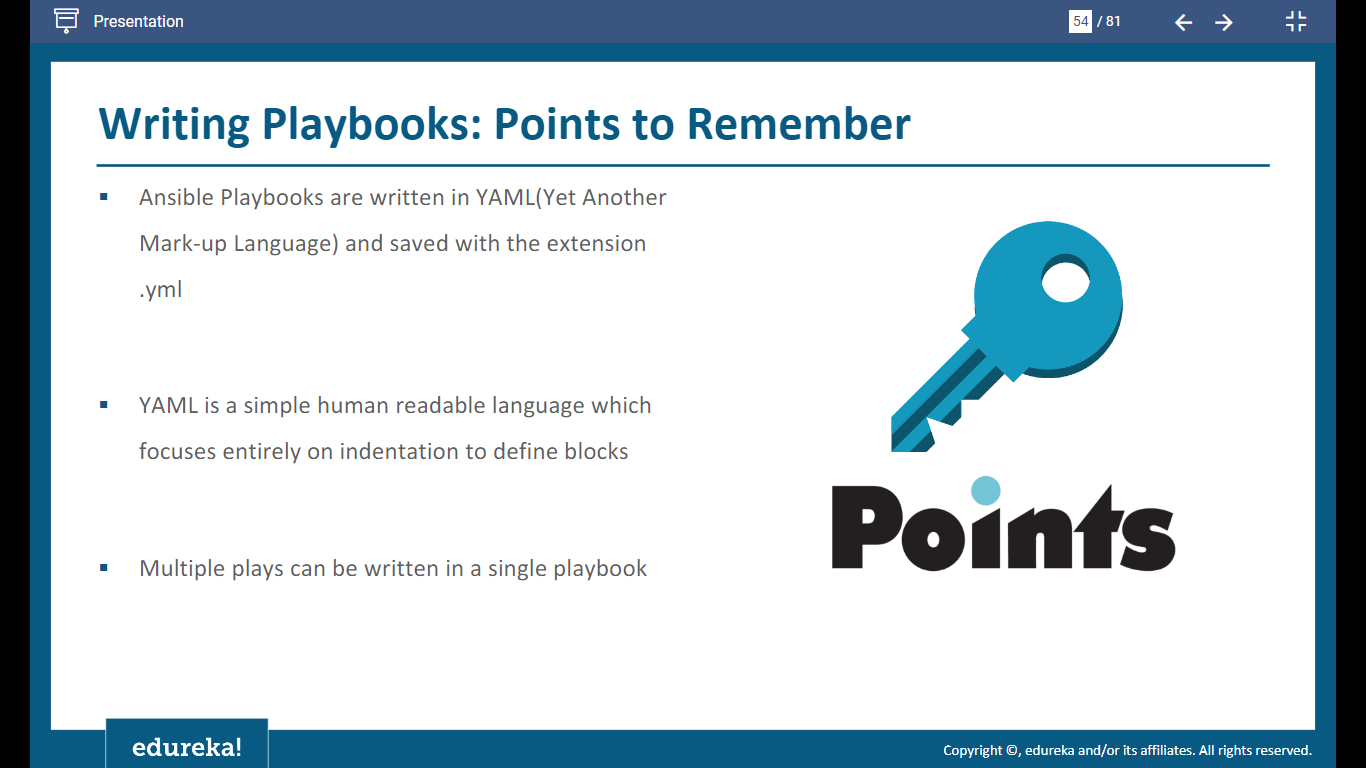 Presentation
54 / 81
Writing Playbooks: Points to Remember
Ansible Playbooks are written in YAML(Yet Another
Mark-up Language) and saved with the extension
.yml
YAML is a simple human readable language which
focuses entirely on indentation to define blocks
Multiple plays can be written in a single playbook
Points
edureka!
Copyright ©, edureka and/or its affiliates. All rights reserved.